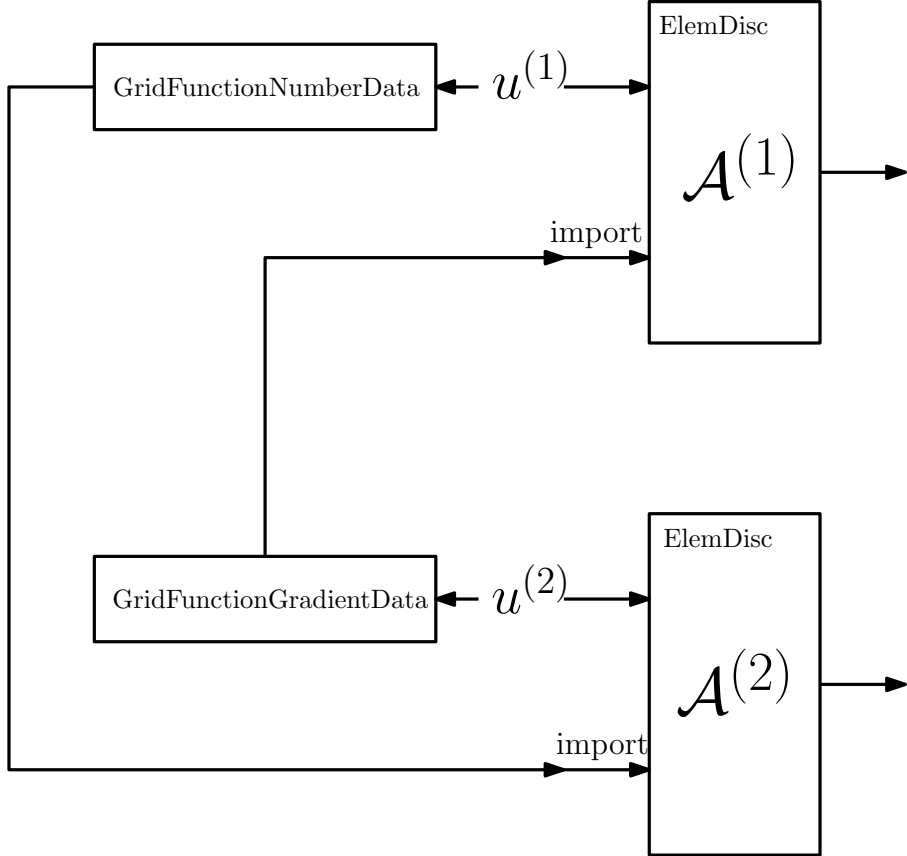 ElemDisc
GridFunctionNumberData
u^(1)
𝒜^(1)
import
ElemDisc
GridFunctionGradientData
u^(2)
𝒜^(2)
import